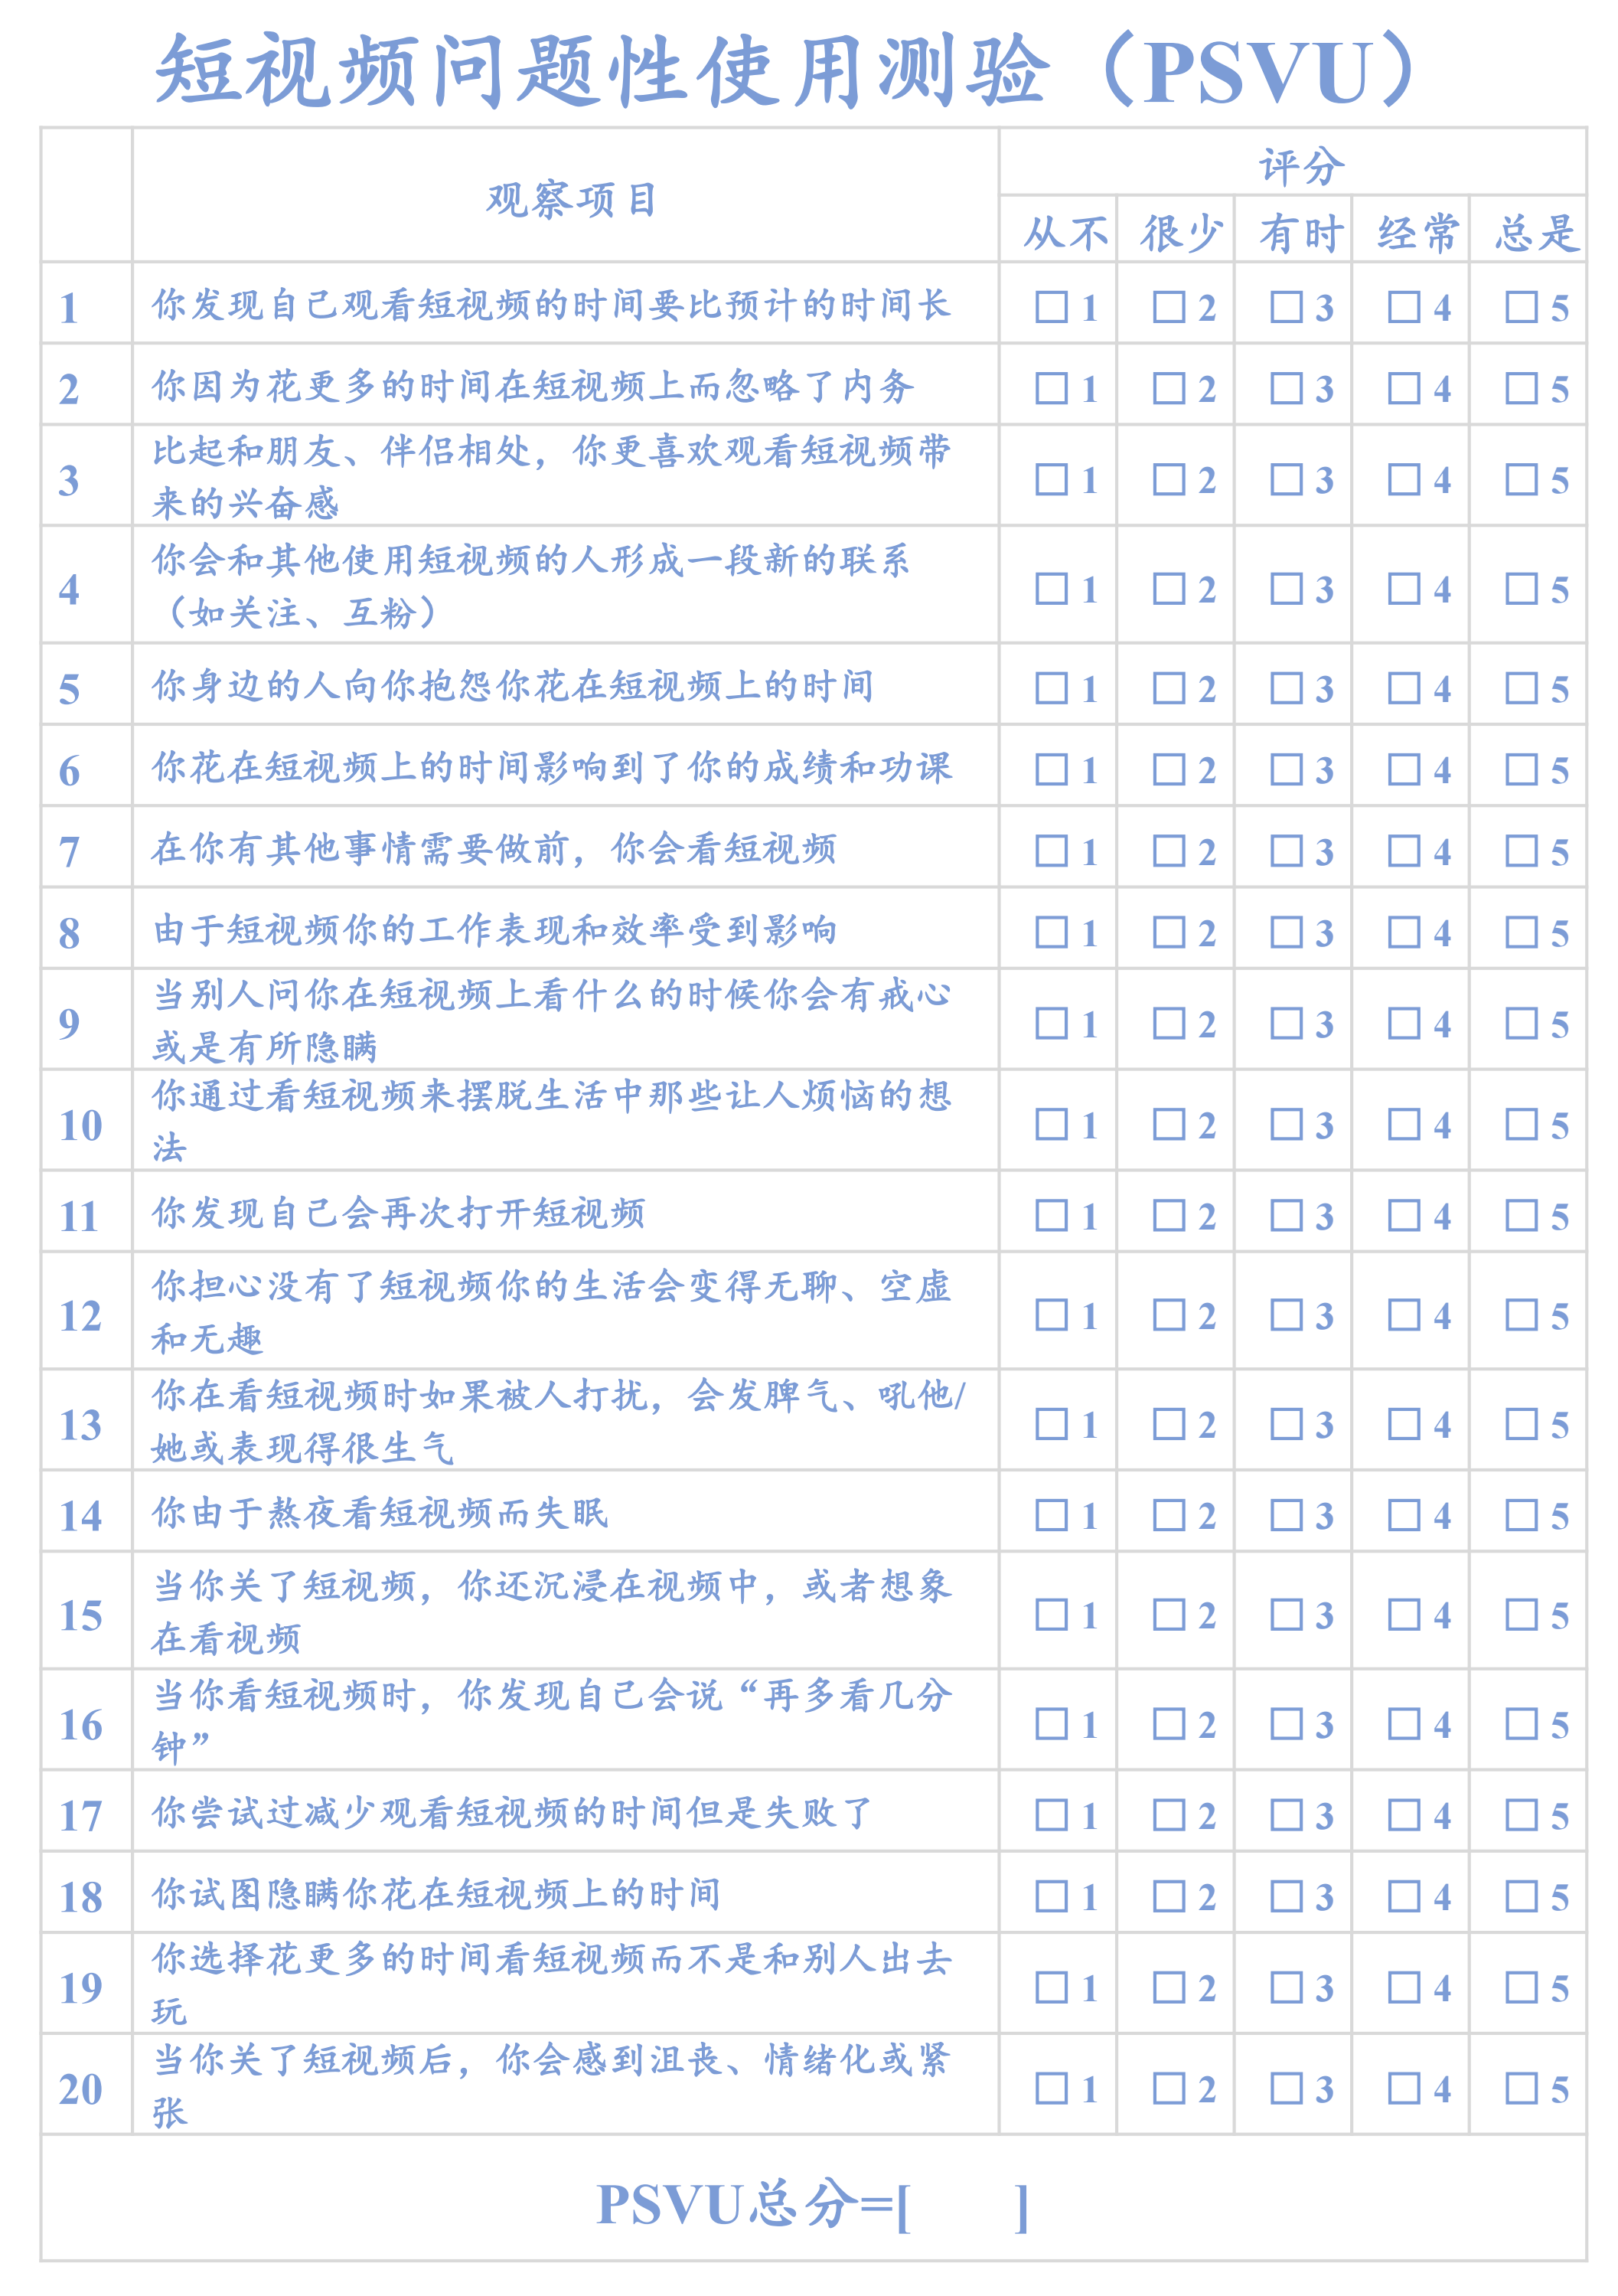 短视频问题性使用测验（PSVU）
观察项目
评分
从不 很少 有时 经常 总是
1 你发现自己观看短视频的时间要比预计的时间长 □ 1 □ 2 □ 3 □ 4 □ 5
2 你因为花更多的时间在短视频上而忽略了内务 □ 1 □ 2 □ 3 □ 4 □ 5
3 比起和朋友、伴侣相处，你更喜欢观看短视频带
来的兴奋感 □ 1 □ 2 □ 3 □ 4 □ 5
4 你会和其他使用短视频的人形成一段新的联系
（如关注、互粉） □ 1 □ 2 □ 3 □ 4 □ 5
5 你身边的人向你抱怨你花在短视频上的时间 □ 1 □ 2 □ 3 □ 4 □ 5
6 你花在短视频上的时间影响到了你的成绩和功课 □ 1 □ 2 □ 3 □ 4 □ 5
7 在你有其他事情需要做前，你会看短视频 □ 1 □ 2 □ 3 □ 4 □ 5
8 由于短视频你的工作表现和效率受到影响 □ 1 □ 2 □ 3 □ 4 □ 5
9 当别人问你在短视频上看什么的时候你会有戒心
或是有所隐瞒 □ 1 □ 2 □ 3 □ 4 □ 5
10 你通过看短视频来摆脱生活中那些让人烦恼的想
法 □ 1 □ 2 □ 3 □ 4 □ 5
11 你发现自己会再次打开短视频 □ 1 □ 2 □ 3 □ 4 □ 5
12 你担心没有了短视频你的生活会变得无聊、空虚
和无趣 □ 1 □ 2 □ 3 □ 4 □ 5
13 你在看短视频时如果被人打扰，会发脾气、吼他/
她或表现得很生气 □ 1 □ 2 □ 3 □ 4 □ 5
14 你由于熬夜看短视频而失眠 □ 1 □ 2 □ 3 □ 4 □ 5
15 当你关了短视频，你还沉浸在视频中，或者想象
在看视频 □ 1 □ 2 □ 3 □ 4 □ 5
16 当你看短视频时，你发现自己会说“再多看几分
钟” □ 1 □ 2 □ 3 □ 4 □ 5
17 你尝试过减少观看短视频的时间但是失败了 □ 1 □ 2 □ 3 □ 4 □ 5
18 你试图隐瞒你花在短视频上的时间 □ 1 □ 2 □ 3 □ 4 □ 5
19 你选择花更多的时间看短视频而不是和别人出去
玩 □ 1 □ 2 □ 3 □ 4 □ 5
20 当你关了短视频后，你会感到沮丧、情绪化或紧
张 □ 1 □ 2 □ 3 □ 4 □ 5
PSVU总分=[ ]